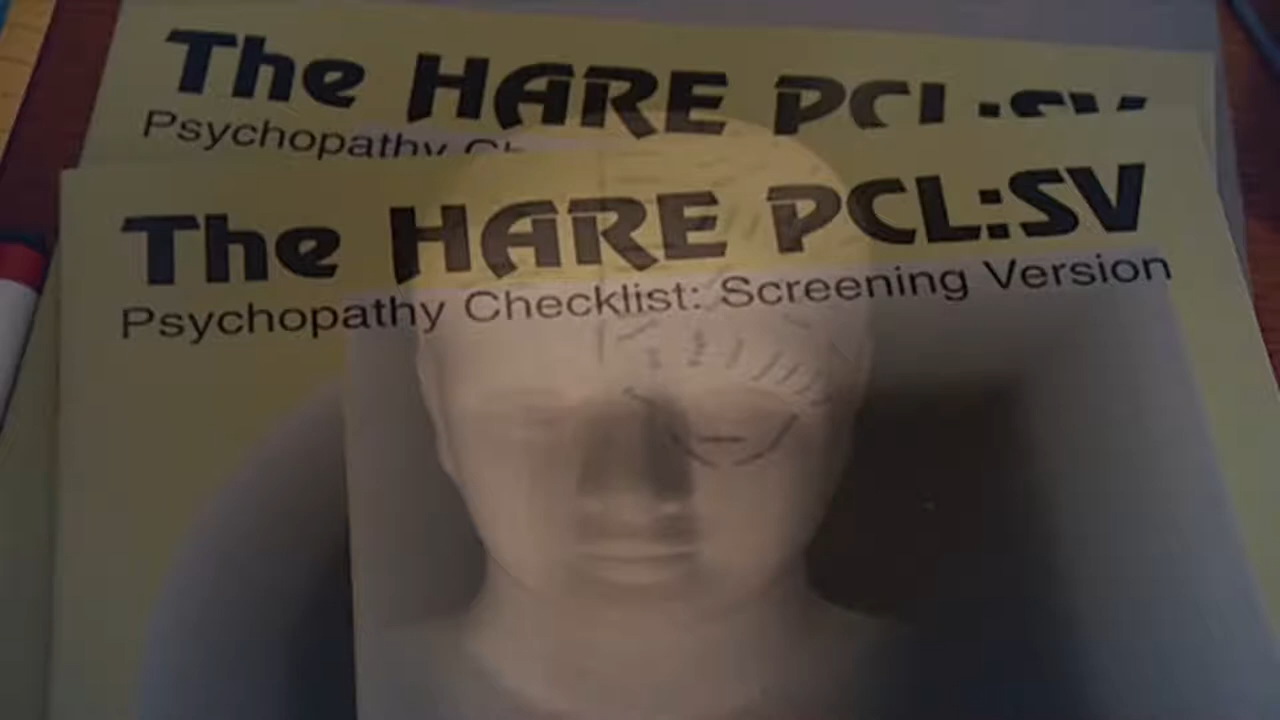 The HARE PCL:SV
Psychopathy
The HARE PCL:SV
Psychopathy Checklist: Screening Version